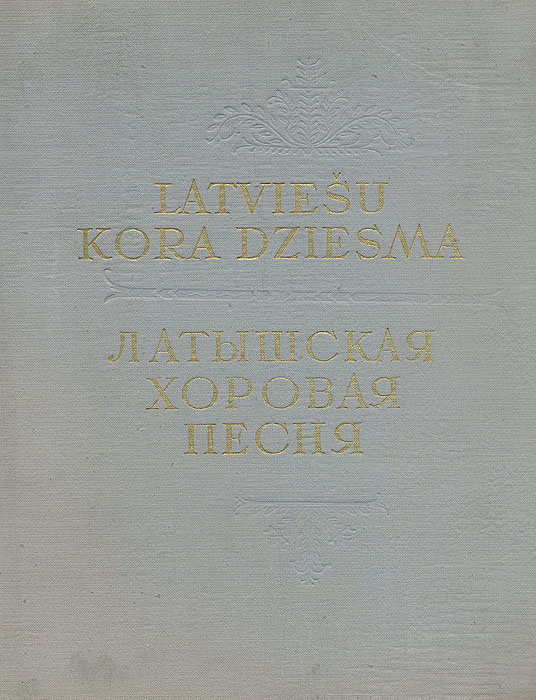 LATVIEŠU
KORA DZIESMA
ЛАТЫШСКАЯ
ХОРОВАЯ
ПЕСНЯ